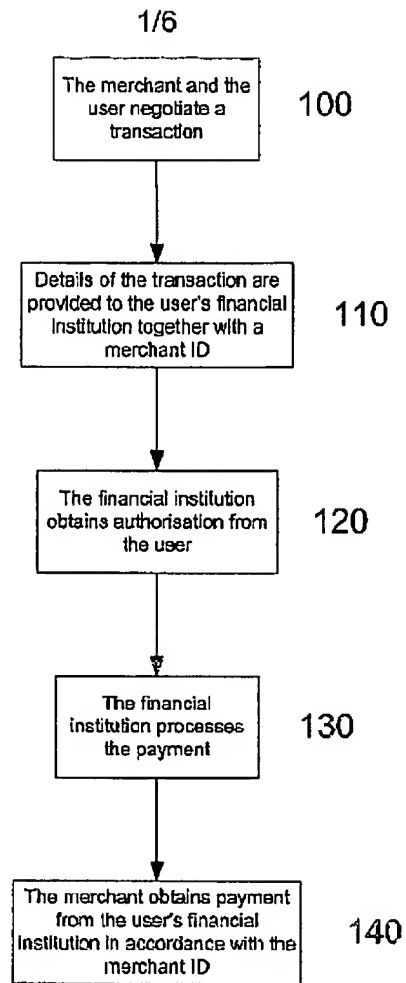 1/6
The merchant and the
user negotiate a
transaction
100
Details of the transaction are
provided to the user's financial
institution together with a
merchant ID
110
The financial institution
obtains authorisation from
the user
120
The financial
institution processes
the payment
130
The merchant obtains payment
from the user's financial
institution in accordance with the
merchant ID
140